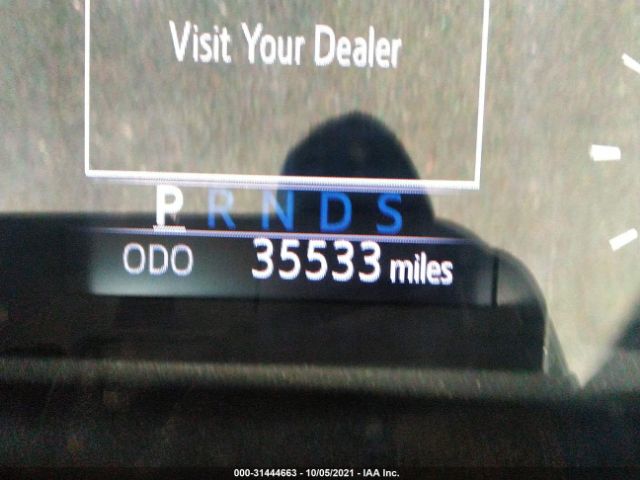 Visit Your Dealer
P R N D S
ODO 35533 miles
000-31444663 - 10/05/2021 - IAA Inc.